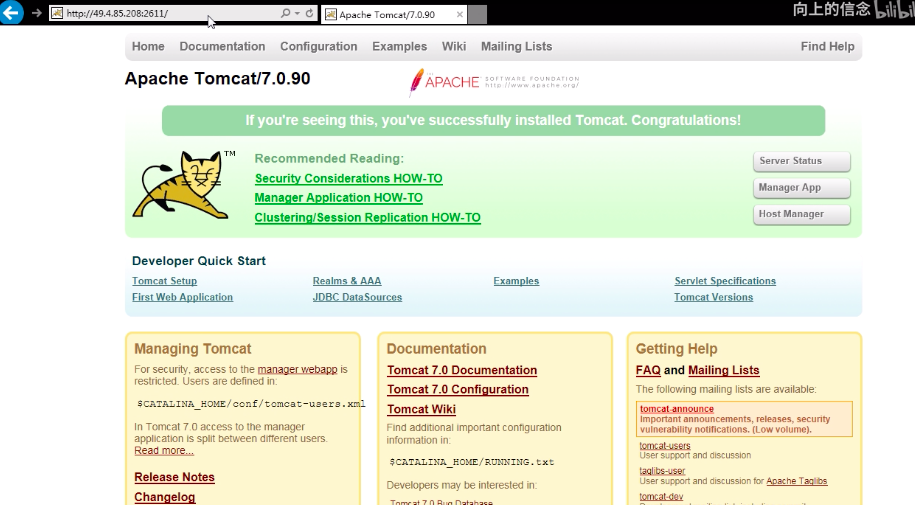 http://49.4.85.208:2611/
Apache Tomcat/7.0.90
向上的信念
bilibili
Home Documentation Configuration Examples Wiki Mailing Lists Find Help
Apache Tomcat/7.0.90
APACHE SOFTWARE FOUNDATION
http://www.apache.org/
If you're seeing this, you've successfully installed Tomcat. Congratulations!
TM
Recommended Reading:
Security Considerations HOW-TO
Manager Application HOW-TO
Clustering/Session Replication HOW-TO
Server Status
Manager App
Host Manager
Developer Quick Start
Tomcat Setup
First Web Application
Realms & AAA
JDBC DataSources
Examples
Servlet Specifications
Tomcat Versions
Managing Tomcat
For security, access to the manager webapp is
restricted. Users are defined in:
$CATALINA_HOME/conf/tomcat-users.xml
In Tomcat 7.0 access to the manager
application is split between different users.
Read more...
Release Notes
Changelog
Documentation
Tomcat 7.0 Documentation
Tomcat 7.0 Configuration
Tomcat Wiki
Find additional important configuration
information in:
$CATALINA_HOME/RUNNING.txt
Developers may be interested in:
Tomcat 7.0 Bug Database
Getting Help
FAQ and Mailing Lists
The following mailing lists are available:
tomcat-announce
Important announcements, releases, security
vulnerability notifications. (Low volume).
tomcat-users
User support and discussion
taglibs-user
User support and discussion for Apache Taglibs
tomcat-dev